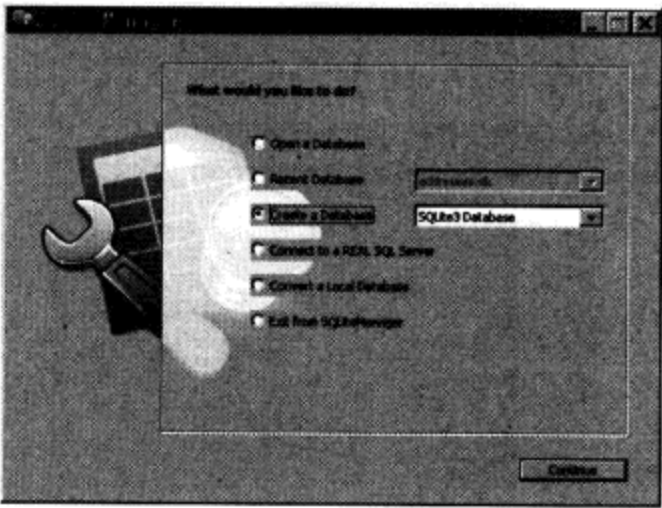 What would you like to do?
Open a Database
Recent Database
Create a Database
SQLite3 Database
Connect to a REAL SQL Server
Convert a Local Database
Exit from SQLiteManager
Continue